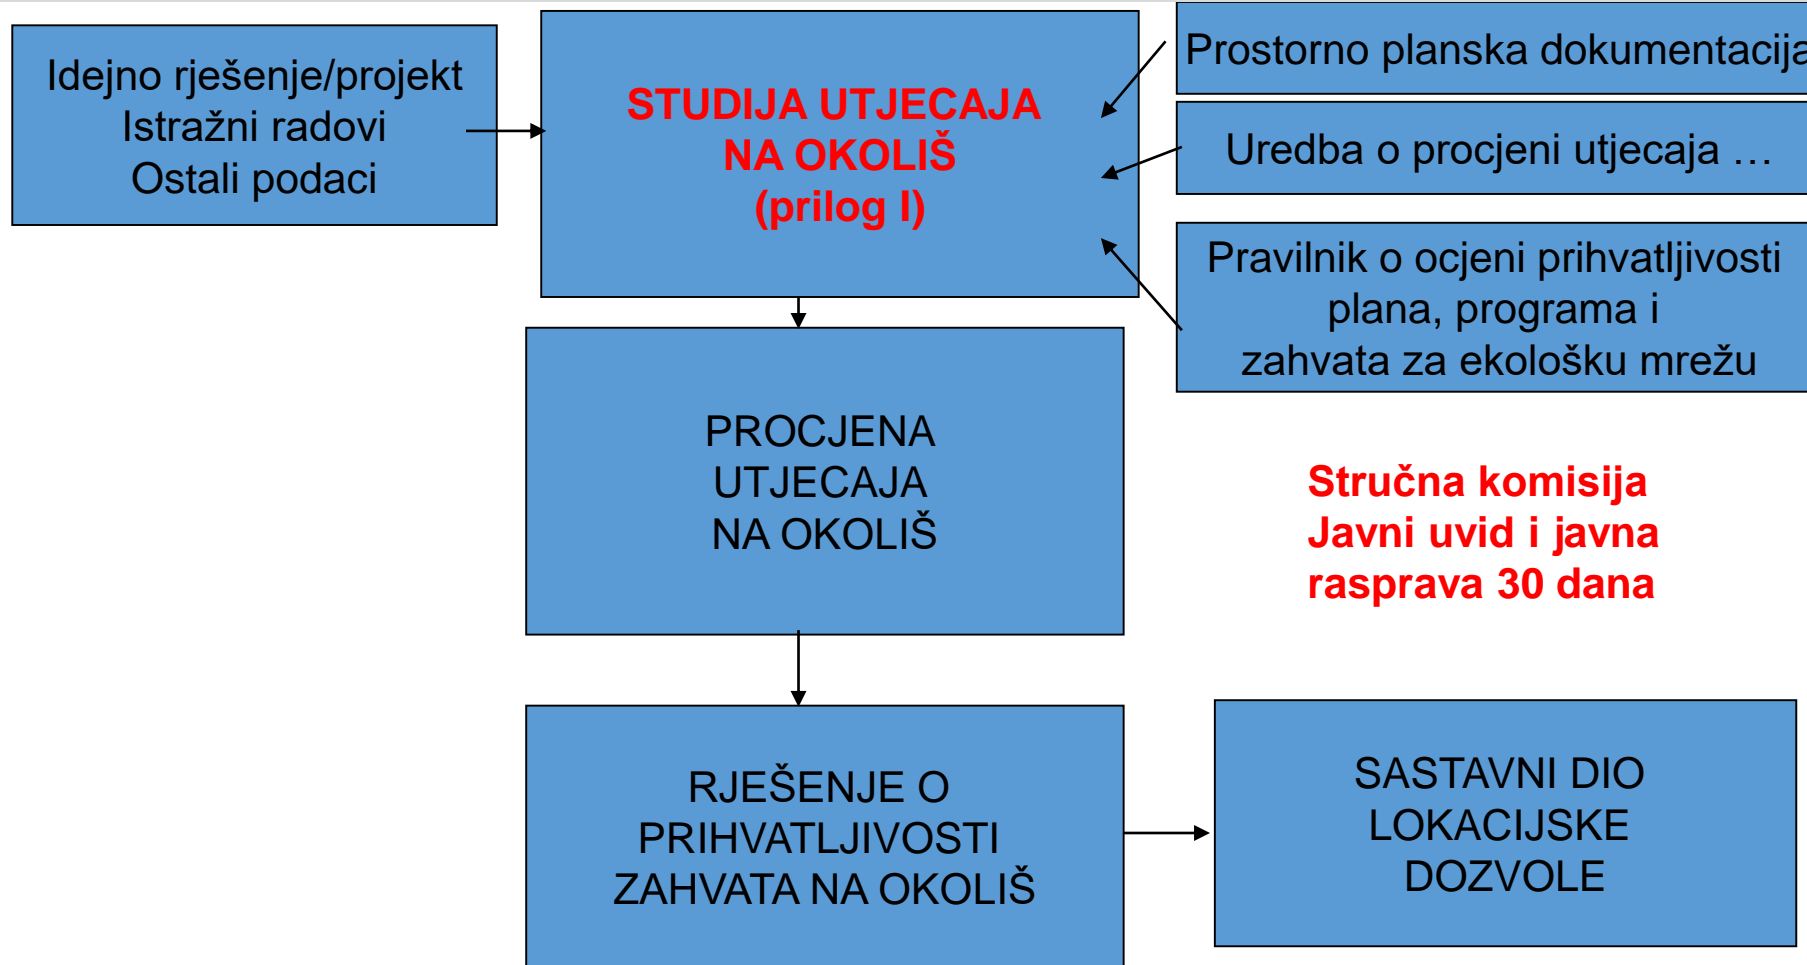 Idejno rješenje/projekt
Istražni radovi
Ostali podaci
STUDIJA UTJECAJA
NA OKOLIŠ
(prilog I)
Prostorno planska dokumentacija
Uredba o procjeni utjecaja …
Pravilnik o ocjeni prihvatljivosti
plana, programa i
zahvata za ekološku mrežu
PROCJENA
UTJECAJA
NA OKOLIŠ
Stručna komisija
Javni uvid i javna
rasprava 30 dana
RJEŠENJE O
PRIHVATLJIVOSTI
ZAHVATA NA OKOLIŠ
SASTAVNI DIO
LOKACIJSKE
DOZVOLE